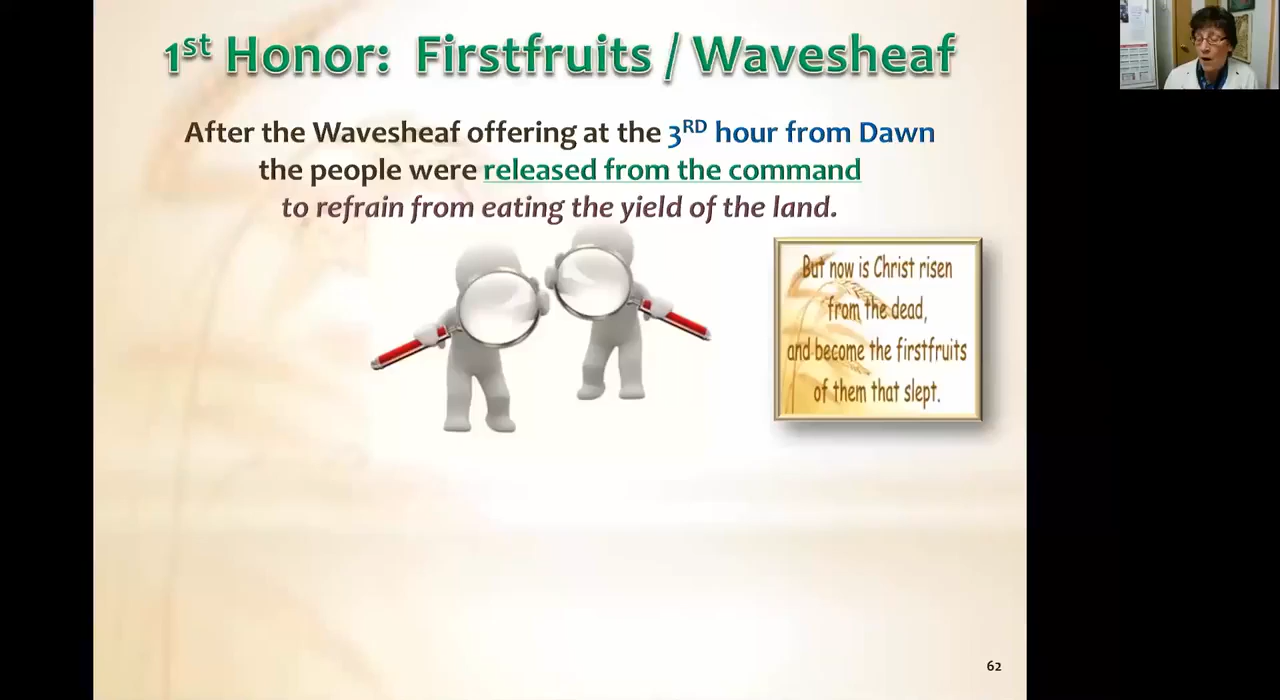 1st Honor: Firstfruits / Wavesheaf
After the Wavesheaf offering at the 3RD hour from Dawn
the people were released from the command
to refrain from eating the yield of the land.
But now is Christ risen
from the dead,
and become the firstfruits
of them that slept.
62